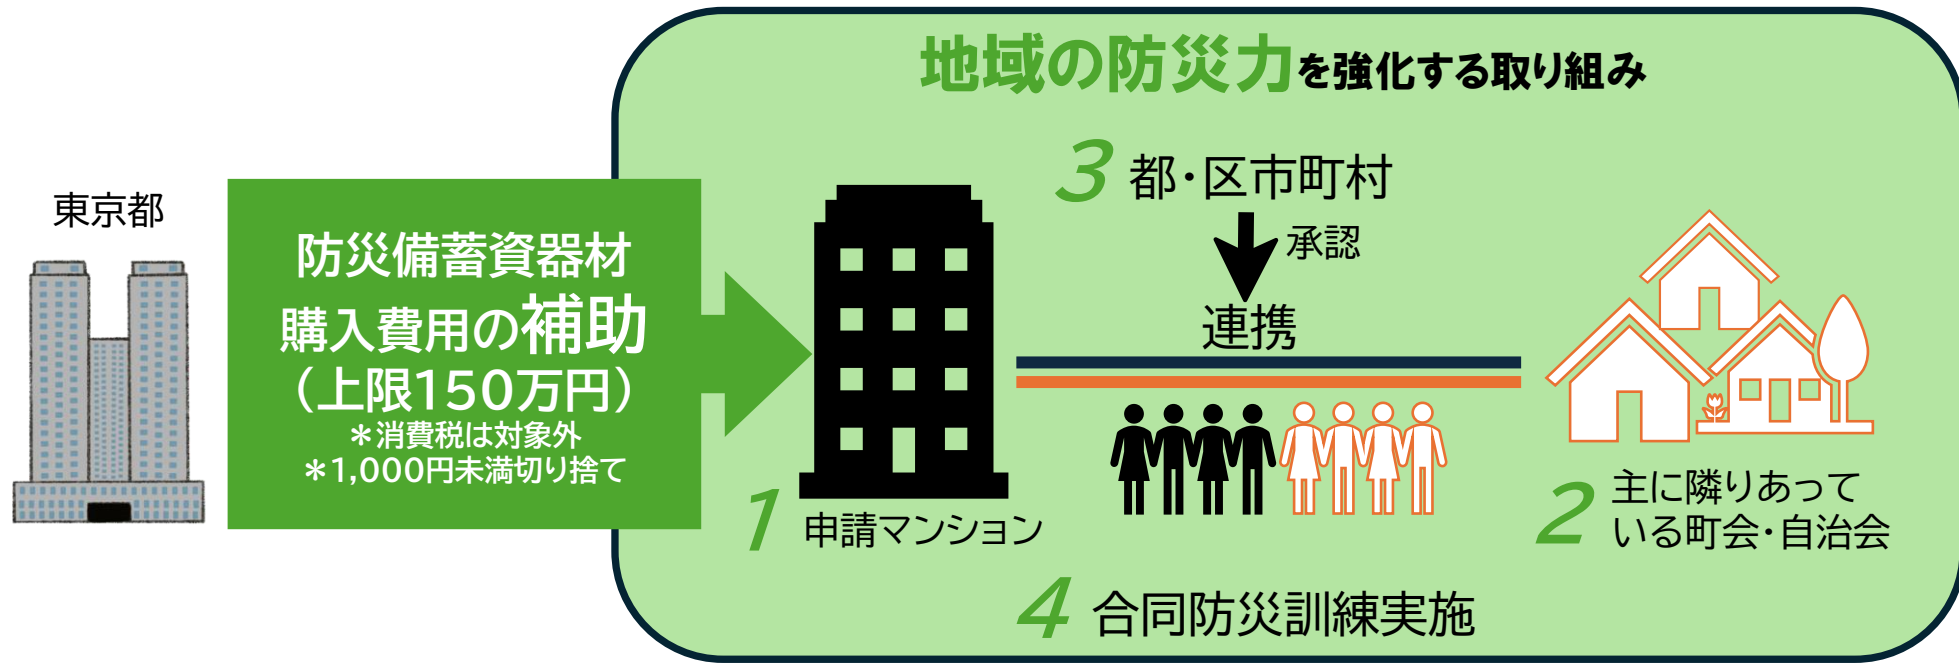 地域の防災力を強化する取り組み
東京都
防災備蓄資器材
購入費用の補助
（上限150万円）
＊消費税は対象外
＊1,000円未満切り捨て
3 都・区市町村
承認
連携
1 申請マンション
2 主に隣りあって
いる町会・自治会
4 合同防災訓練実施